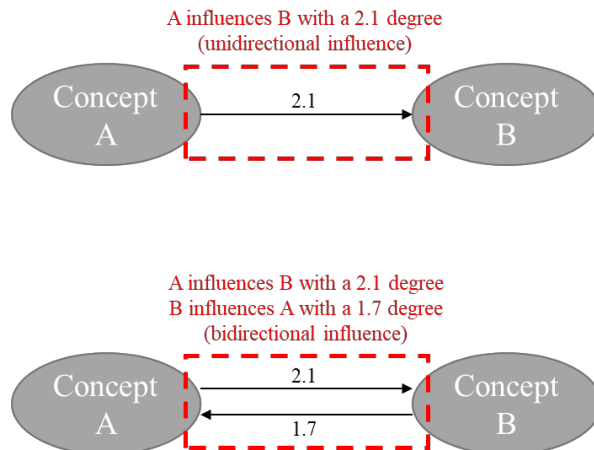 A influences B with a 2.1 degree
(unidirectional influence)
Concept
A
2.1
Concept
B
A influences B with a 2.1 degree
B influences A with a 1.7 degree
(bidirectional influence)
Concept
A
2.1
1.7
Concept
B